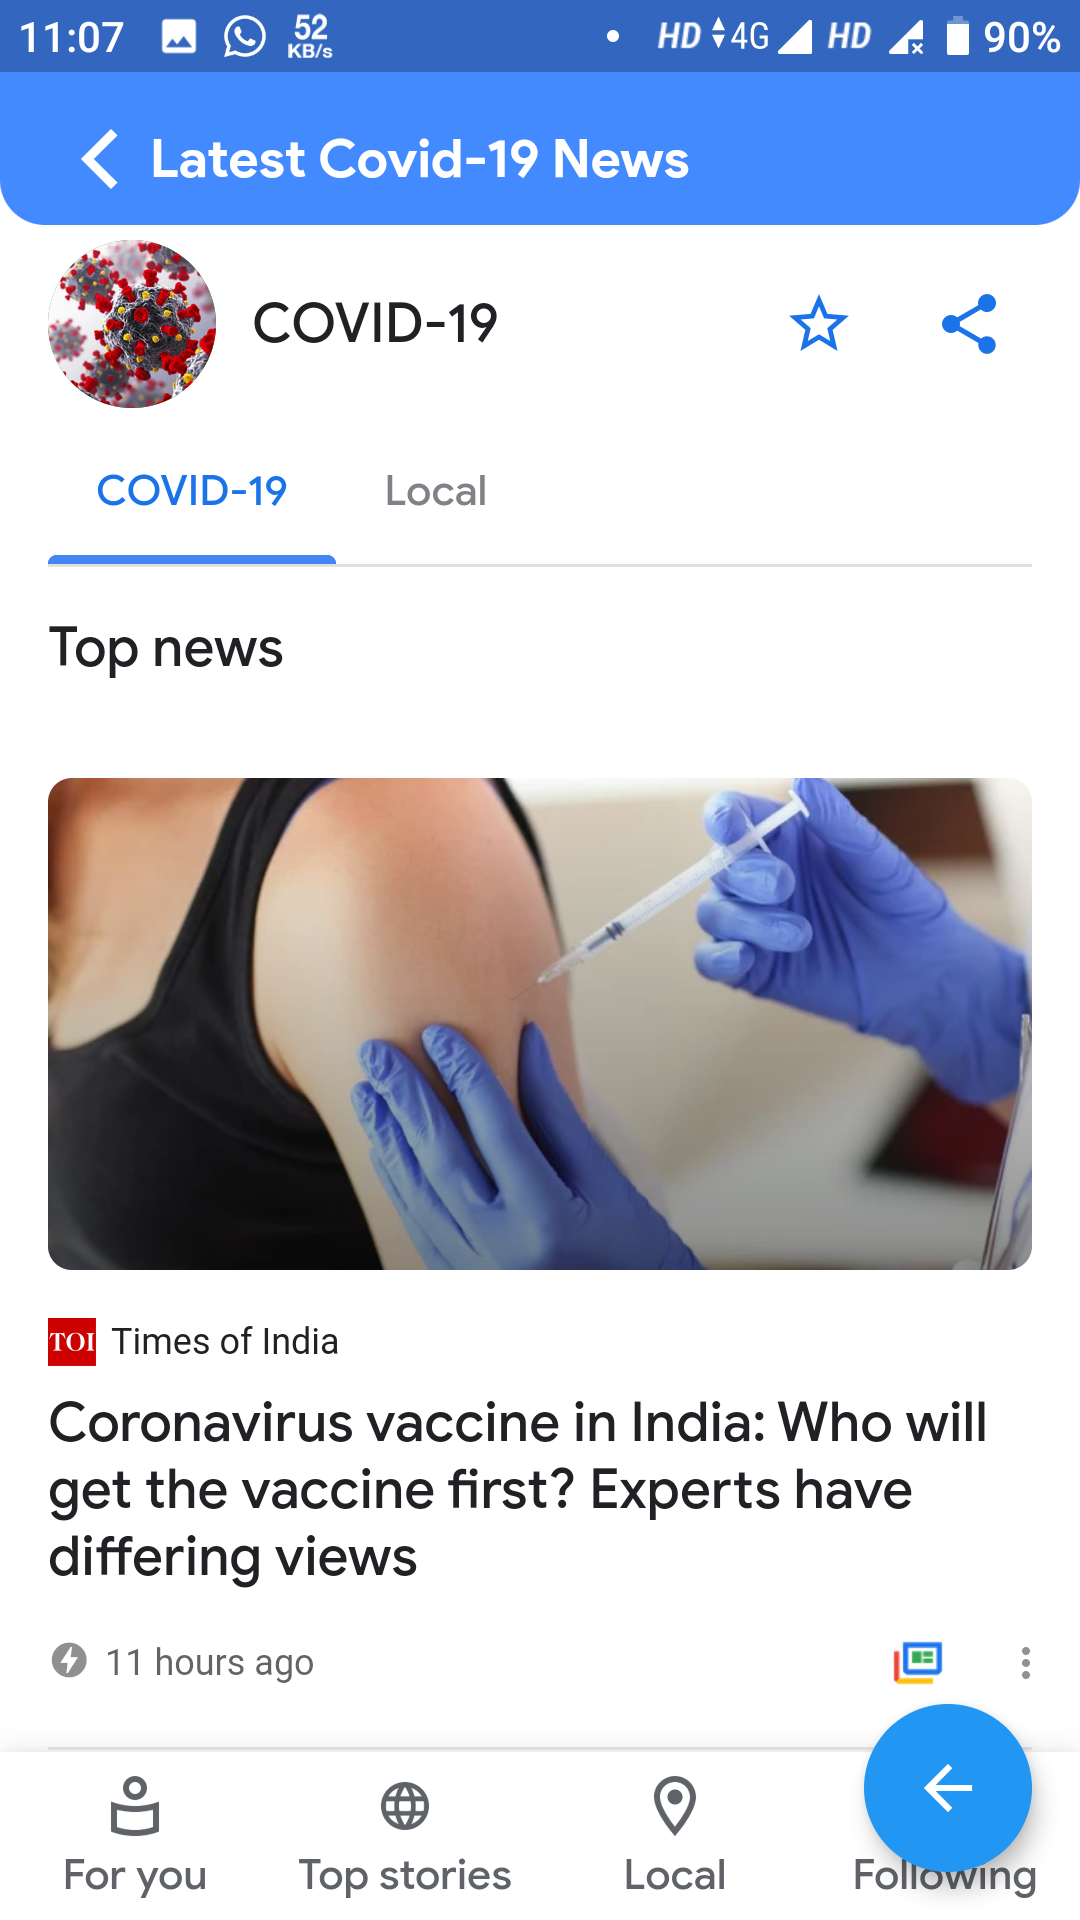 11:07 52 KB/s HD 4G HD 90%
Latest Covid-19 News
COVID-19
COVID-19 Local
Top news
TOI Times of India
Coronavirus vaccine in India: Who will
get the vaccine first? Experts have
differing views
11 hours ago
For you Top stories Local Following